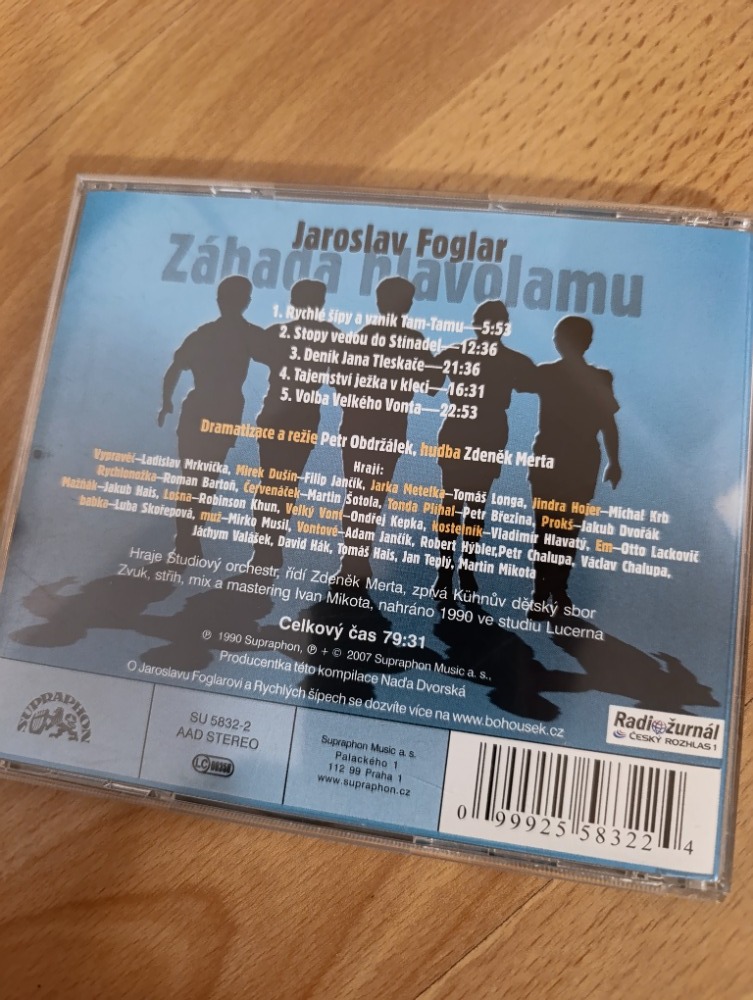 Jaroslav Foglar
Záhada hlavolamu
1. Rychlé šípy a vznik Tam-Tamu—5:53
2. Stopy vedou do Stínadel—12:36
3. Deník Jana Tleskače—21:36
4. Tajemství ježka v kleci—16:31
5. Volba Velkého Vonta—22:53
Dramatizace a režie Petr Obdržálek, hudba Zdeněk Merta
Hrají:
Vypravěč—Ladislav Mrkvička, Mirek Dušín—Filip Jančík, Jarka Metelka—Tomáš Longa, Jindra Hojer—Michal Krb
Rychlonožka—Roman Bartoň, Červenáček—Martin Šotola, Tonda Plíhal—Petr Březina, Prokš—Jakub Dvořák
Mažňák—Jakub Hais, Losna—Robinson Khun, Velký Vont—Ondřej Kepka, kostelník—Vladimír Hlavatý, Em—Otto Lackovič
babka—Luba Skořepová, muž—Mirko Musil, Vontové—Adam Jančík, Robert Hýbler,Petr Chalupa, Václav Chalupa,
Jáchym Valášek, David Hák, Tomáš Hais, Jan Teplý, Martin Mikota
Hraje Studiový orchestr, řídí Zdeněk Merta, zpívá Kühnův dětský sbor
Zvuk, střih, mix a mastering Ivan Mikota, nahráno 1990 ve studiu Lucerna
Celkový čas 79:31
℗ 1990 Supraphon, ℗ + © 2007 Supraphon Music a. s.,
Producentka této kompilace Naďa Dvorská
O Jaroslavu Foglarovi a Rychlých šípech se dozvíte více na www.bohousek.cz
SUPRAPHON
SU 5832-2
AAD STEREO
LC 00358
Supraphon Music a. s.
Palackého 1
112 99 Praha 1
www.supraphon.cz
Radiožurnál
ČESKÝ ROZHLAS 1
0 99925 58322 4